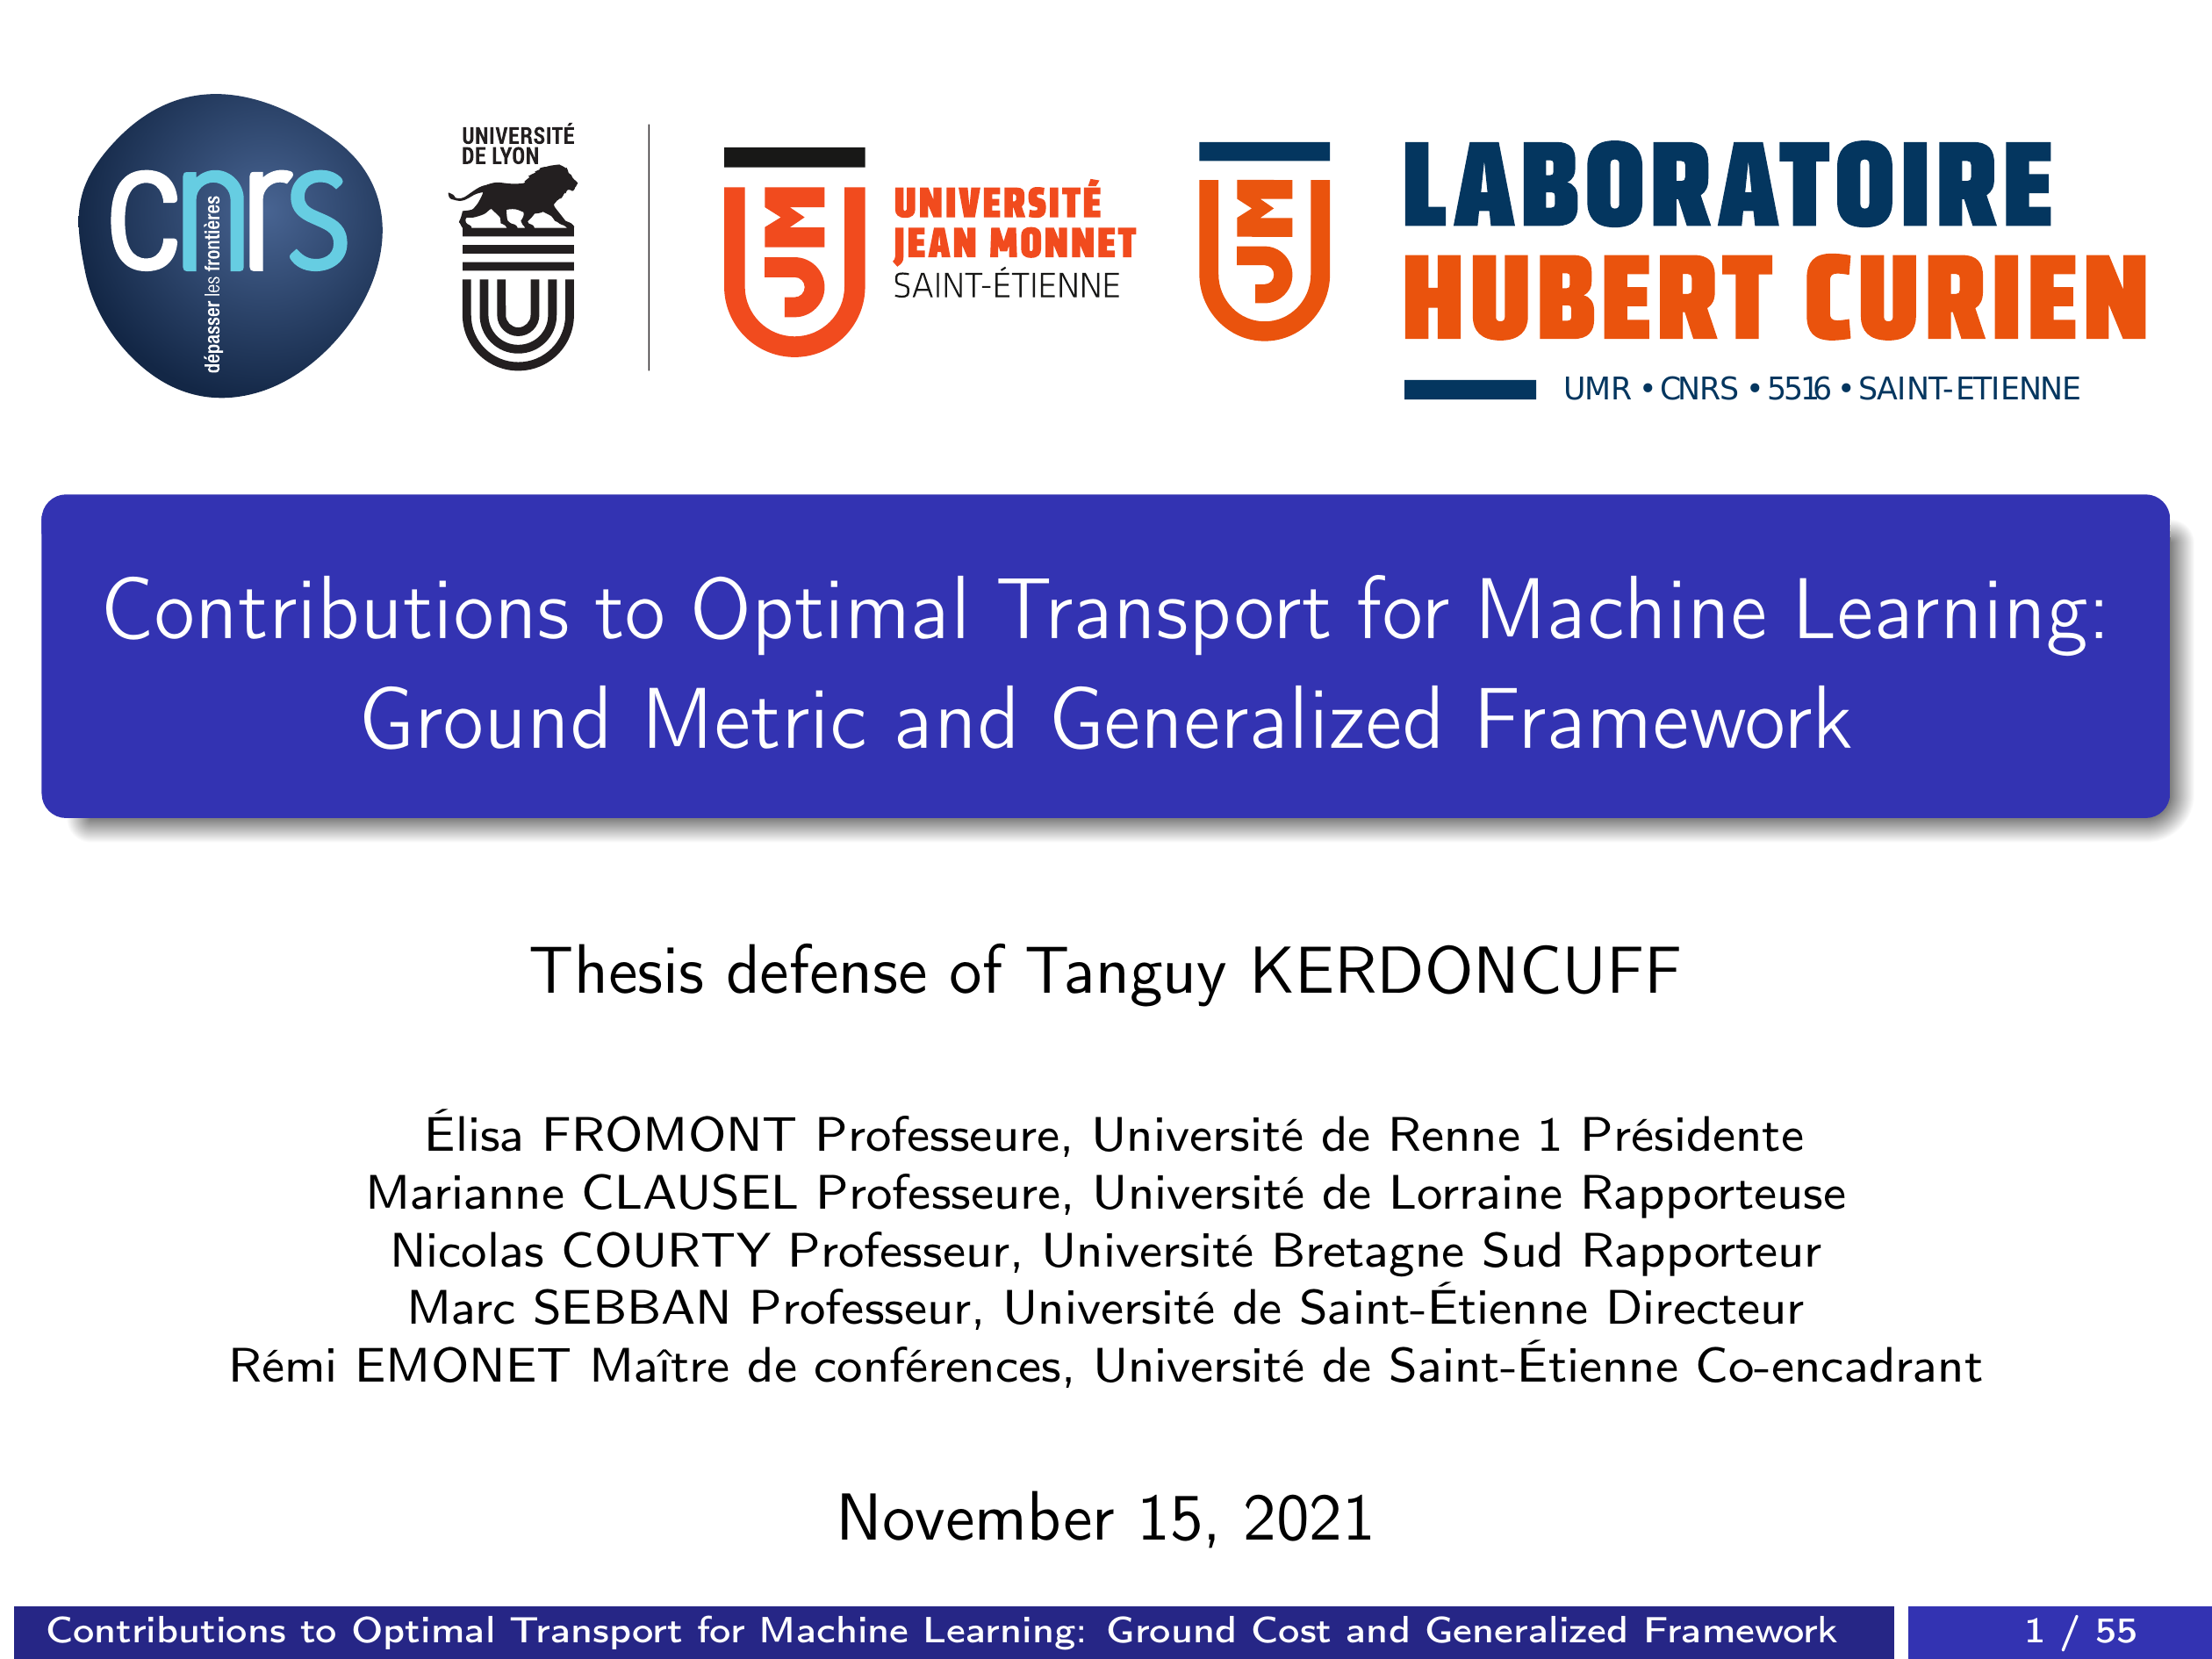 cnrs
dépasser les frontières
UNIVERSITÉ
DE LYON
UNIVERSITÉ
JEAN MONNET
SAINT-ÉTIENNE
LABORATOIRE
HUBERT CURIEN
UMR • CNRS • 5516 • SAINT-ETIENNE
Contributions to Optimal Transport for Machine Learning:
Ground Metric and Generalized Framework
Thesis defense of Tanguy KERDONCUFF
Élisa FROMONT Professeure, Université de Renne 1 Présidente
Marianne CLAUSEL Professeure, Université de Lorraine Rapporteuse
Nicolas COURTY Professeur, Université Bretagne Sud Rapporteur
Marc SEBBAN Professeur, Université de Saint-Étienne Directeur
Rémi EMONET Maître de conférences, Université de Saint-Étienne Co-encadrant
November 15, 2021
Contributions to Optimal Transport for Machine Learning: Ground Cost and Generalized Framework
1 / 55